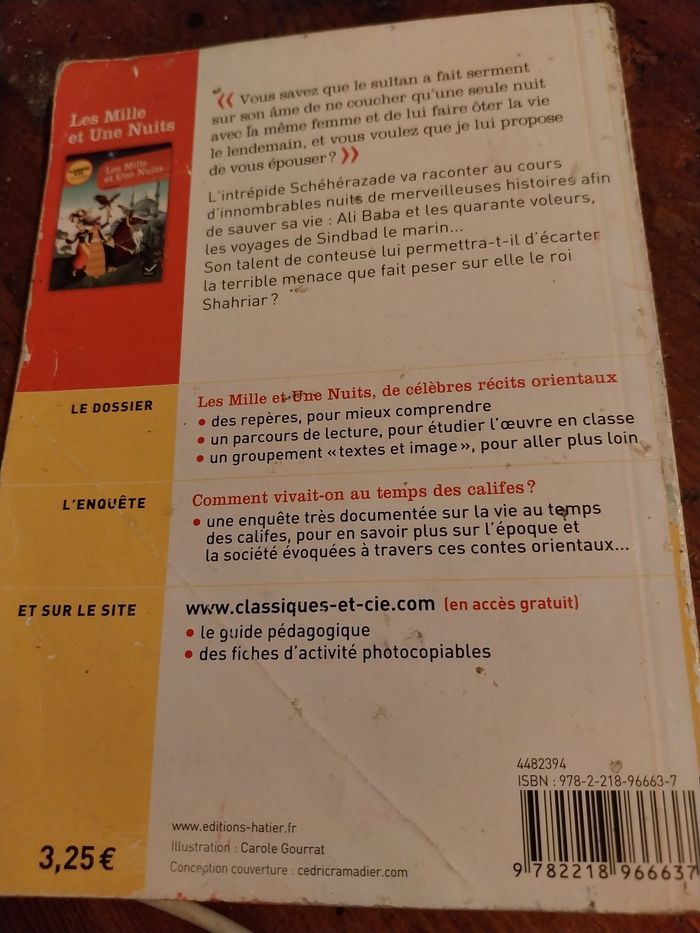 Les Mille
et Une Nuits
Les Mille
et Une Nuits
« Vous savez que le sultan a fait serment
sur son âme de ne coucher qu'une seule nuit
avec la même femme et de lui faire ôter la vie
le lendemain, et vous voulez que je lui propose
de vous épouser? »
L'intrépide Schéhérazade va raconter au cours
d'innombrables nuits de merveilleuses histoires afin
de sauver sa vie : Ali Baba et les quarante voleurs,
les voyages de Sindbad le marin...
Son talent de conteuse lui permettra-t-il d'écarter
la terrible menace que fait peser sur elle le roi
Shahriar?
LE DOSSIER
Les Mille et Une Nuits, de célèbres récits orientaux
• des repères, pour mieux comprendre
• un parcours de lecture, pour étudier l'œuvre en classe
• un groupement «textes et image», pour aller plus loin
L'ENQUÊTE
Comment vivait-on au temps des califes?
• une enquête très documentée sur la vie au temps
des califes, pour en savoir plus sur l'époque et
la société évoquées à travers ces contes orientaux...
ET SUR LE SITE
www.classiques-et-cie.com (en accès gratuit)
• le guide pédagogique
• des fiches d'activité photocopiables
4482394
ISBN : 978-2-218-96663-7
9 782218 966637
www.editions-hatier.fr
Illustration : Carole Gourrat
Conception couverture : cedricramadier.com
3,25 €